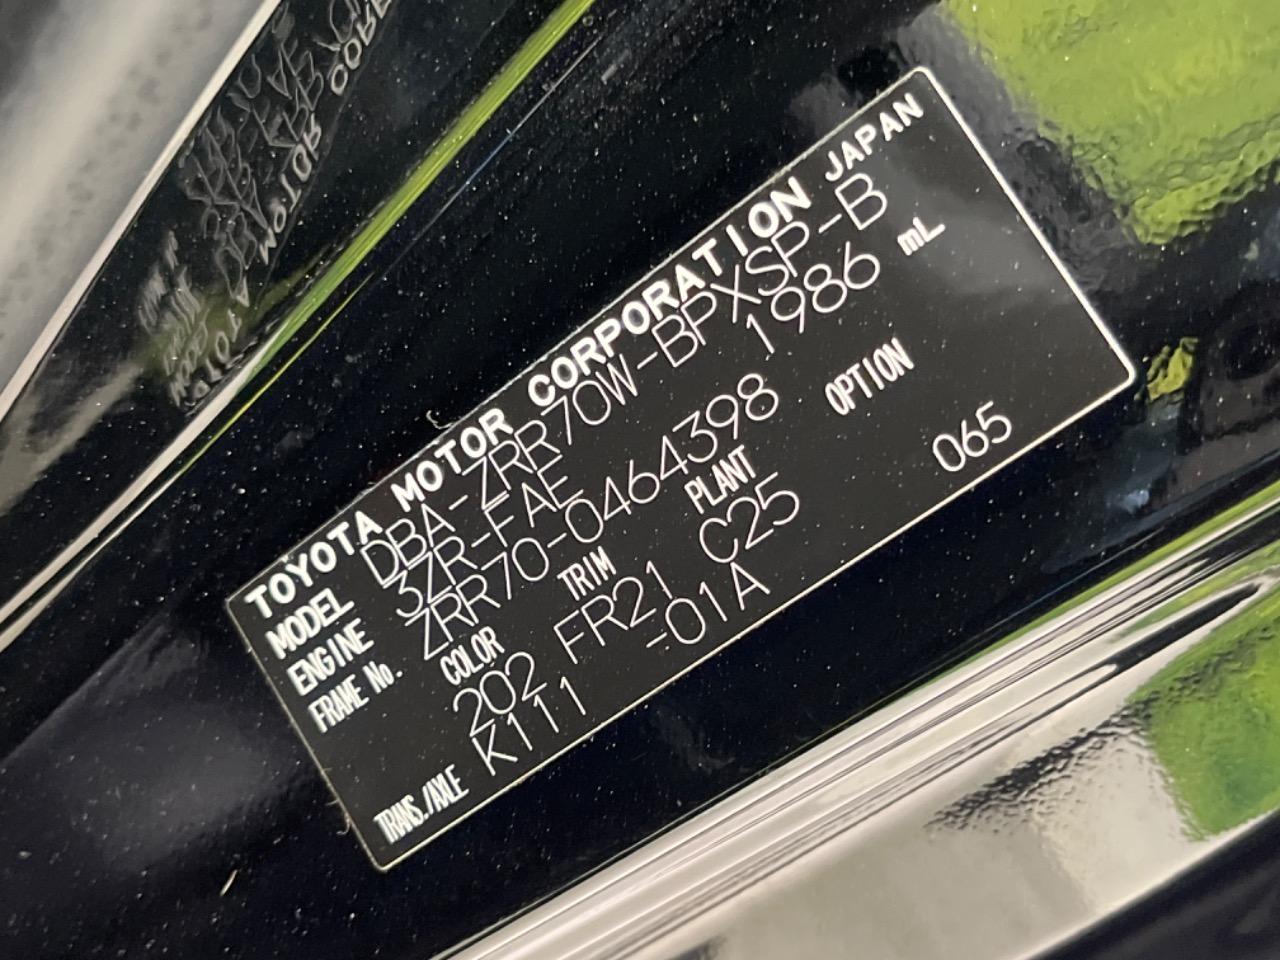 TOYOTA MOTOR CORPORATION JAPAN
MODEL DBA-ZRR70W-BPXSP-B
ENGINE 3ZR-FAE 1986 mL
FRAME No. ZRR70-0464398
COLOR TRIM PLANT OPTION
202 FR21 C25 065
TRANS./AXLE K111 -01A